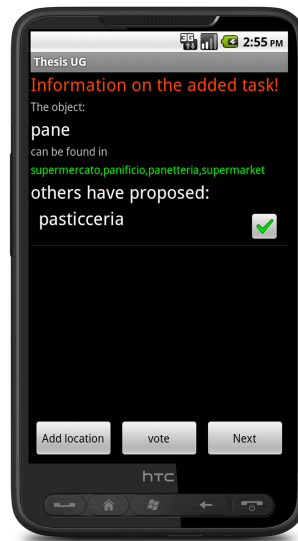 3G 2:55 PM
Thesis UG
Information on the added task!
The object:
pane
can be found in
supermercato,panificio,panetteria,supermarket
others have proposed:
pasticceria
Add location vote Next
hTC